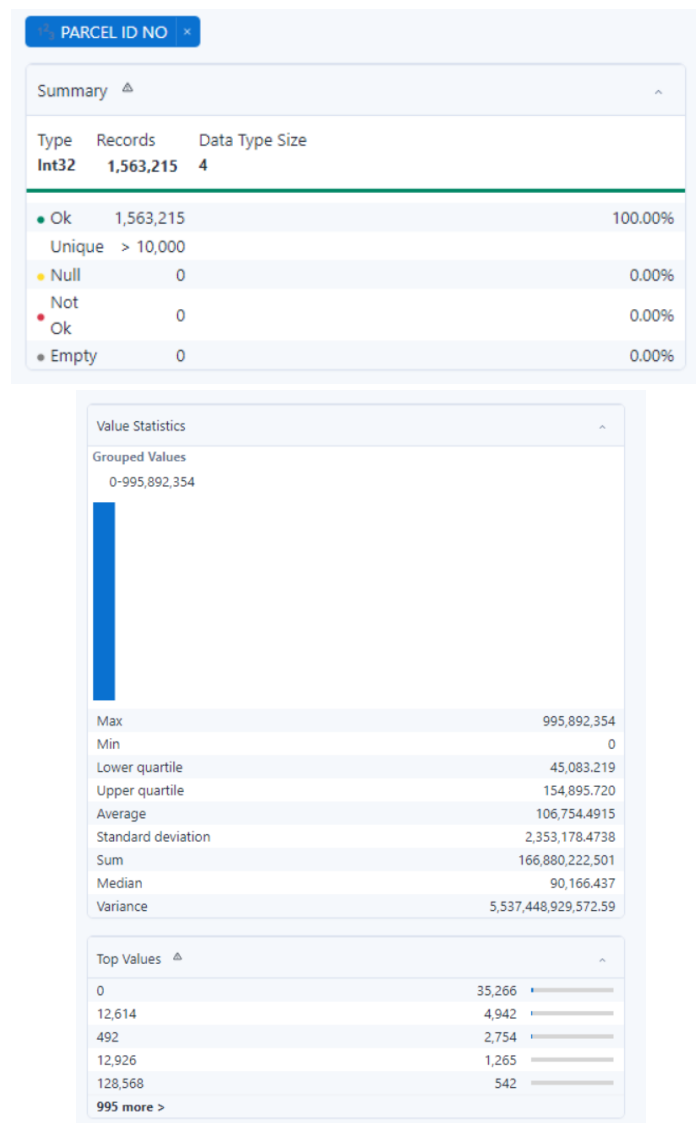 123 PARCEL ID NO ×
Summary
Type Records Data Type Size
Int32 1,563,215 4
Ok 1,563,215 100.00%
Unique > 10,000
Null 0 0.00%
Not
Ok 0 0.00%
Empty 0 0.00%
Value Statistics
Grouped Values
0-995,892,354
Max 995,892,354
Min 0
Lower quartile 45,083.219
Upper quartile 154,895.720
Average 106,754.4915
Standard deviation 2,353,178.4738
Sum 166,880,222,501
Median 90,166.437
Variance 5,537,448,929,572.59
Top Values
0 35,266
12,614 4,942
492 2,754
12,926 1,265
128,568 542
995 more >